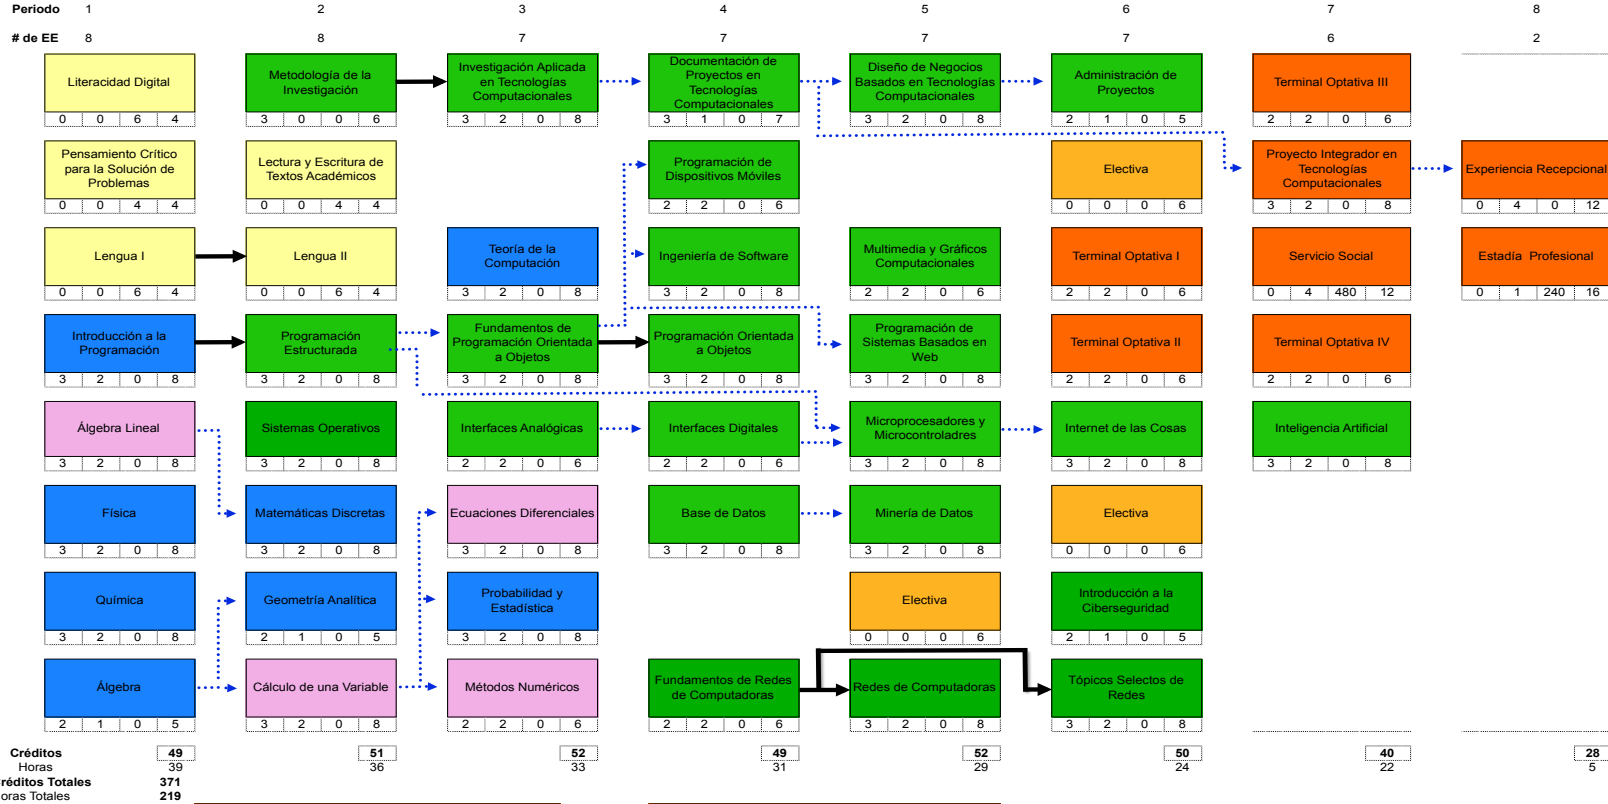 Periodo 1 2 3 4 5 6 7 8
# de EE 8 8 7 7 7 7 6 2
Literacidad Digital
0 0 6 4
Metodología de la
Investigación
3 0 0 6
Investigación Aplicada
en Tecnologías
Computacionales
3 2 0 8
Documentación de
Proyectos en
Tecnologías
Computacionales
3 1 0 7
Diseño de Negocios
Basados en Tecnologías
Computacionales
3 2 0 8
Administración de
Proyectos
2 1 0 5
Terminal Optativa III
2 2 0 6
Pensamiento Crítico
para la Solución de
Problemas
0 0 4 4
Lectura y Escritura de
Textos Académicos
0 0 4 4
Programación de
Dispositivos Móviles
2 2 0 6
Electiva
0 0 0 6
Proyecto Integrador en
Tecnologías
Computacionales
3 2 0 8
Experiencia Recepcional
0 4 0 12
Lengua I
0 0 6 4
Lengua II
0 0 6 4
Teoría de la
Computación
3 2 0 8
Ingeniería de Software
3 2 0 8
Multimedia y Gráficos
Computacionales
2 2 0 6
Terminal Optativa I
2 2 0 6
Servicio Social
0 4 480 12
Estadía Profesional
0 1 240 16
Introducción a la
Programación
3 2 0 8
Programación
Estructurada
3 2 0 8
Fundamentos de
Programación Orientada
a Objetos
3 2 0 8
Programación Orientada
a Objetos
3 2 0 8
Programación de
Sistemas Basados en
Web
3 2 0 8
Terminal Optativa II
2 2 0 6
Terminal Optativa IV
2 2 0 6
Álgebra Lineal
3 2 0 8
Sistemas Operativos
3 2 0 8
Interfaces Analógicas
2 2 0 6
Interfaces Digitales
2 2 0 6
Microprocesadores y
Microcontroladres
3 2 0 8
Internet de las Cosas
3 2 0 8
Inteligencia Artificial
3 2 0 8
Física
3 2 0 8
Matemáticas Discretas
3 2 0 8
Ecuaciones Diferenciales
3 2 0 8
Base de Datos
3 2 0 8
Minería de Datos
3 2 0 8
Electiva
0 0 0 6
Química
3 2 0 8
Geometría Analítica
2 1 0 5
Probabilidad y
Estadística
3 2 0 8
Electiva
0 0 0 6
Introducción a la
Ciberseguridad
2 1 0 5
Álgebra
2 1 0 5
Cálculo de una Variable
3 2 0 8
Métodos Numéricos
2 2 0 6
Fundamentos de Redes
de Computadoras
2 2 0 6
Redes de Computadoras
3 2 0 8
Tópicos Selectos de
Redes
3 2 0 8
Créditos 49 51 52 49 52 50 40 28
Horas 39 36 33 31 29 24 22 5
réditos Totales 371
oras Totales 219